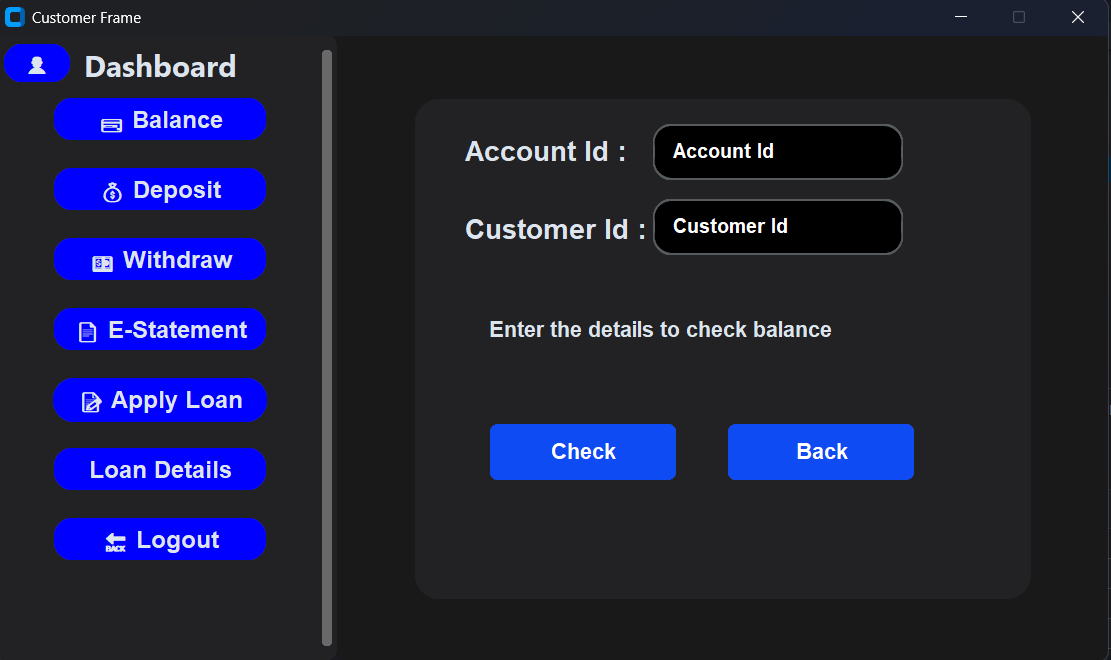 Customer Frame
Dashboard
Balance
Deposit
Withdraw
E-Statement
Apply Loan
Loan Details
BACK Logout
Account Id : Account Id
Customer Id : Customer Id
Enter the details to check balance
Check
Back